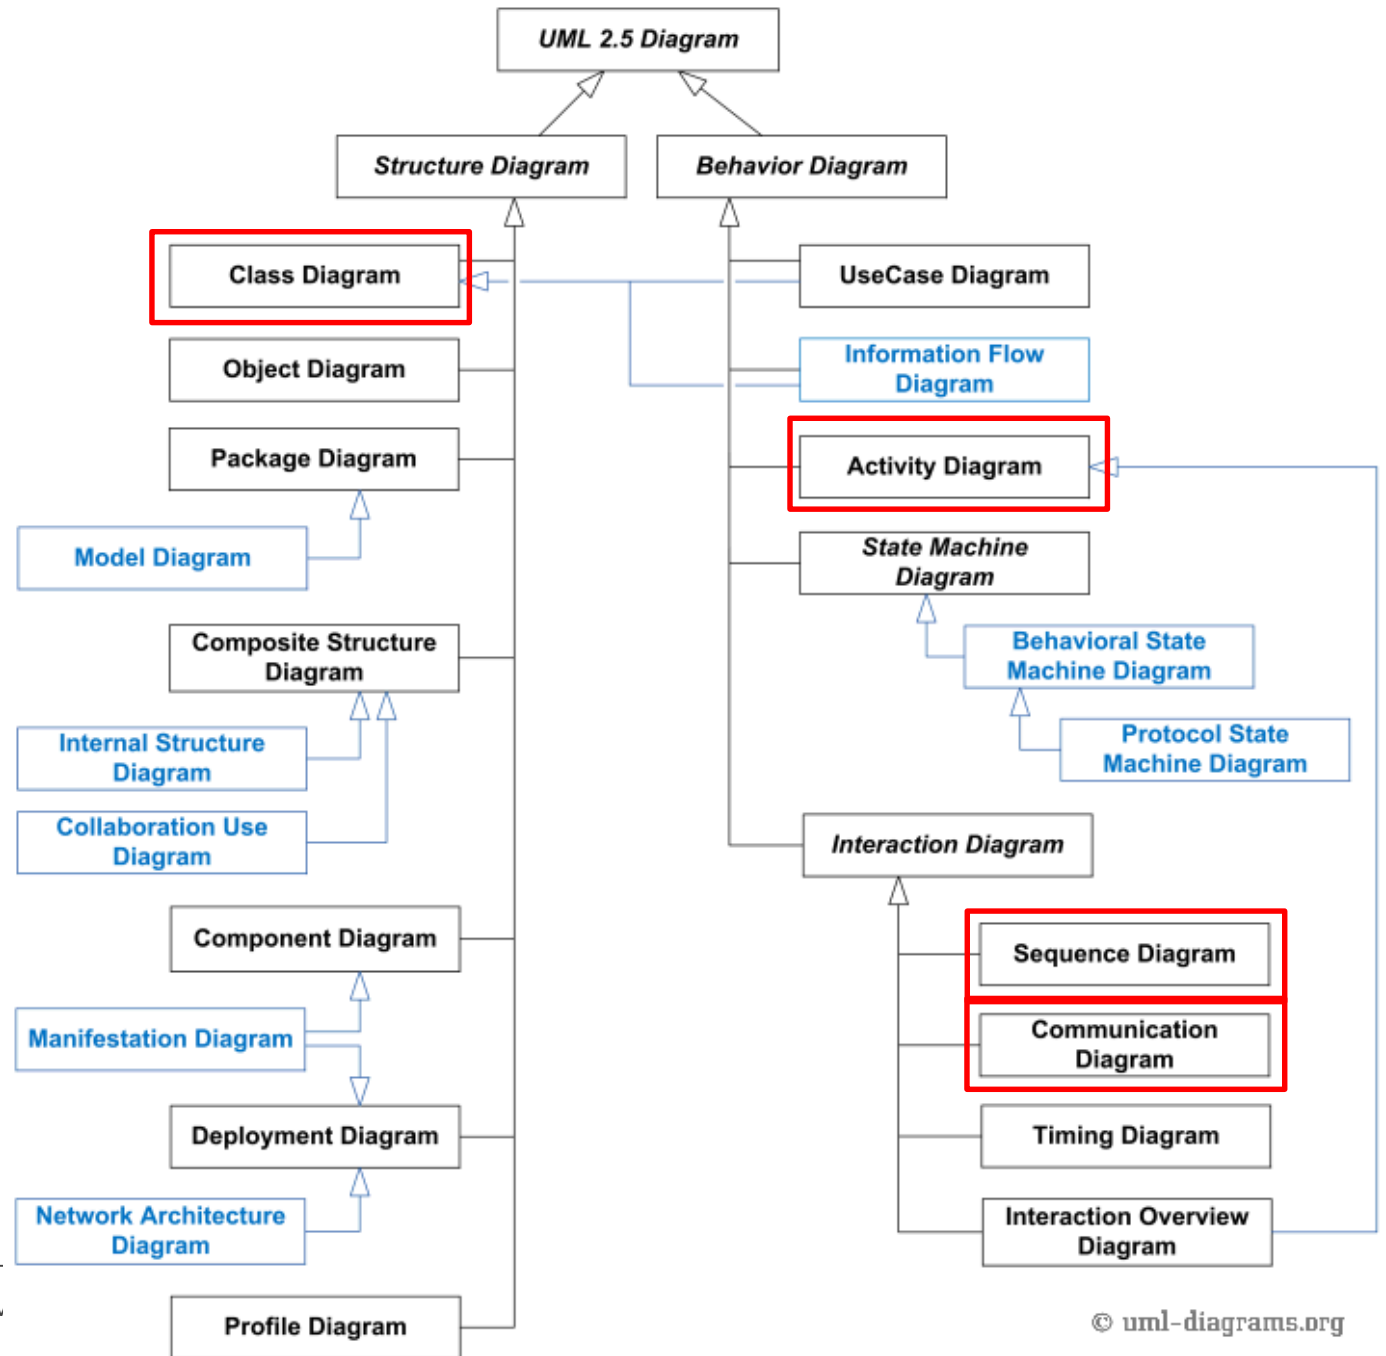 UML 2.5 Diagram
Structure Diagram
Behavior Diagram
Class Diagram
UseCase Diagram
Object Diagram
Information Flow
Diagram
Package Diagram
Activity Diagram
Model Diagram
State Machine
Diagram
Composite Structure
Diagram
Behavioral State
Machine Diagram
Internal Structure
Diagram
Protocol State
Machine Diagram
Collaboration Use
Diagram
Interaction Diagram
Component Diagram
Sequence Diagram
Manifestation Diagram
Communication
Diagram
Deployment Diagram
Timing Diagram
Network Architecture
Diagram
Interaction Overview
Diagram
Profile Diagram
© uml-diagrams.org